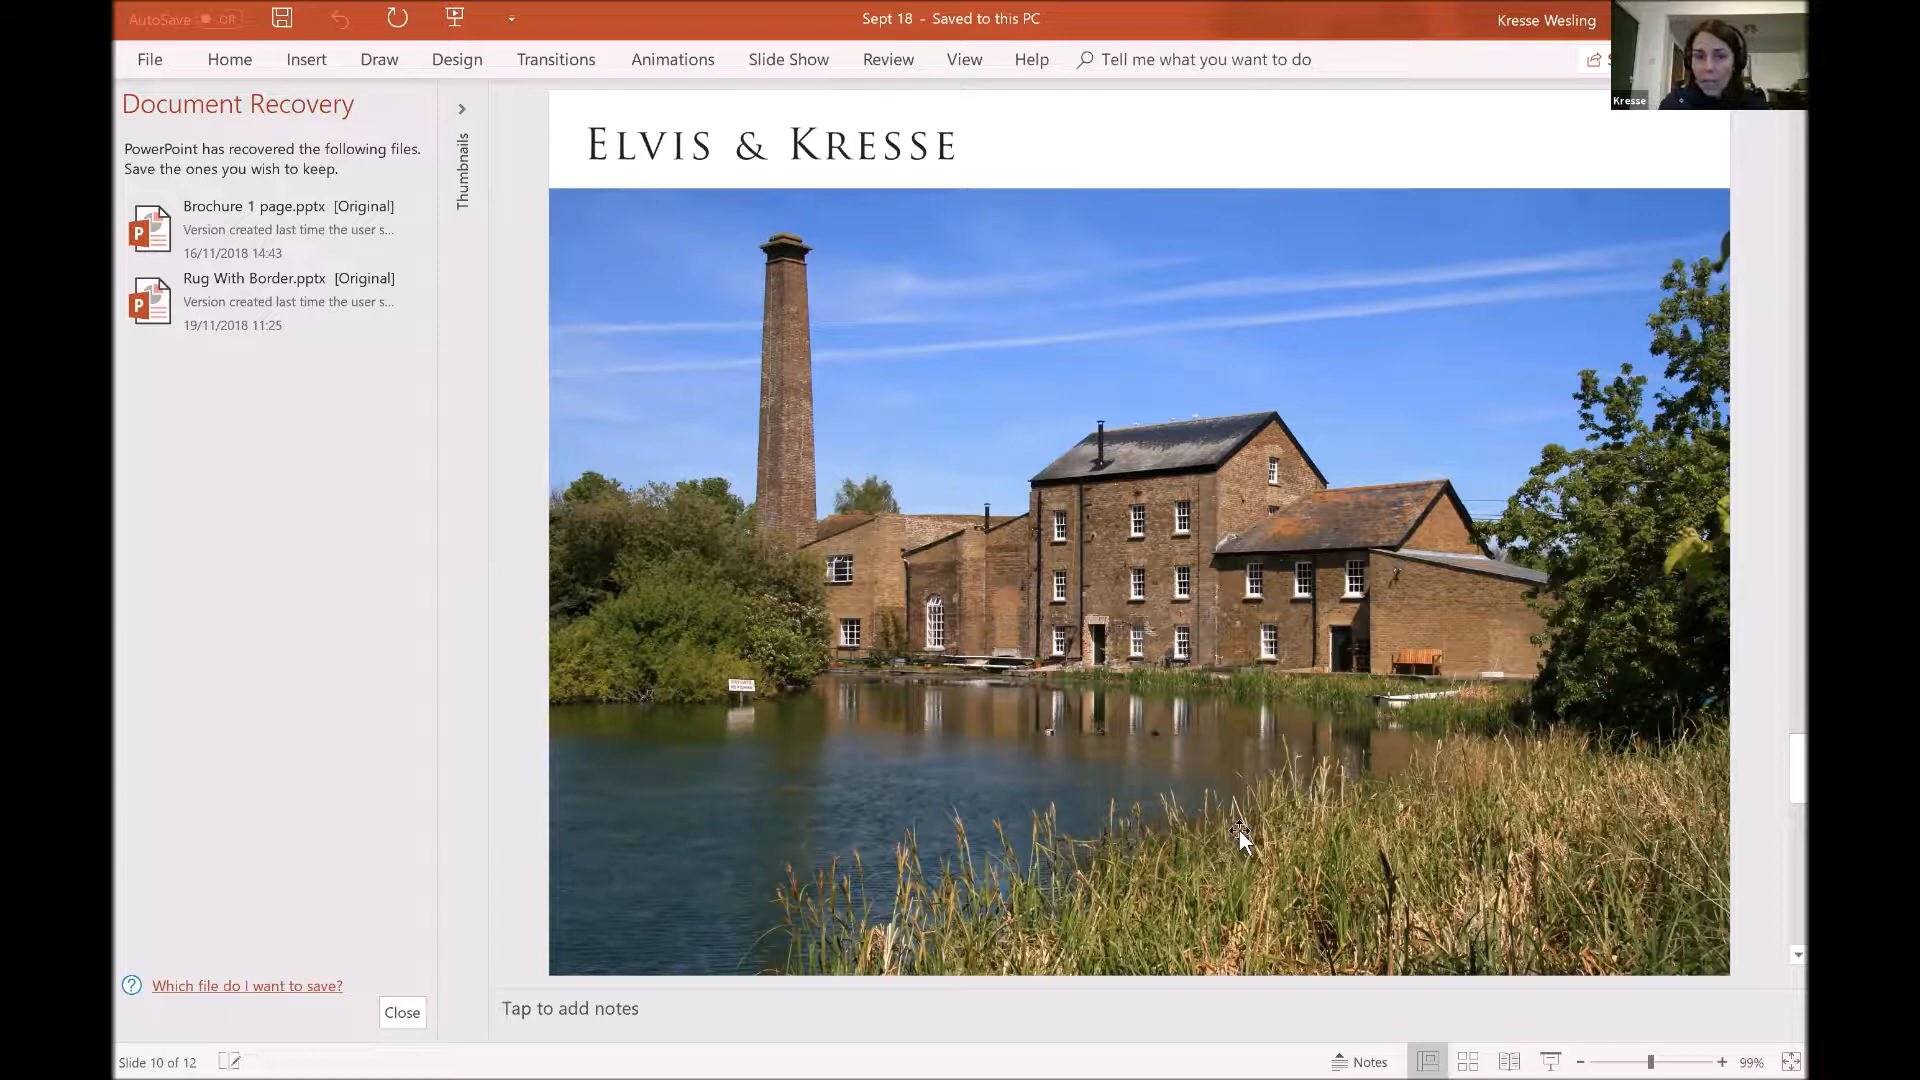 AutoSave Off
Sept 18 - Saved to this PC
Kresse Wesling
File Home Insert Draw Design Transitions Animations Slide Show Review View Help Tell me what you want to do
Kresse
Document Recovery
PowerPoint has recovered the following files.
Save the ones you wish to keep.
Brochure 1 page.pptx [Original]
Version created last time the user s...
16/11/2018 14:43
Rug With Border.pptx [Original]
Version created last time the user s...
19/11/2018 11:25
Which file do I want to save?
Close
Thumbnails
ELVIS & KRESSE
Tap to add notes
Slide 10 of 12
Notes
99%